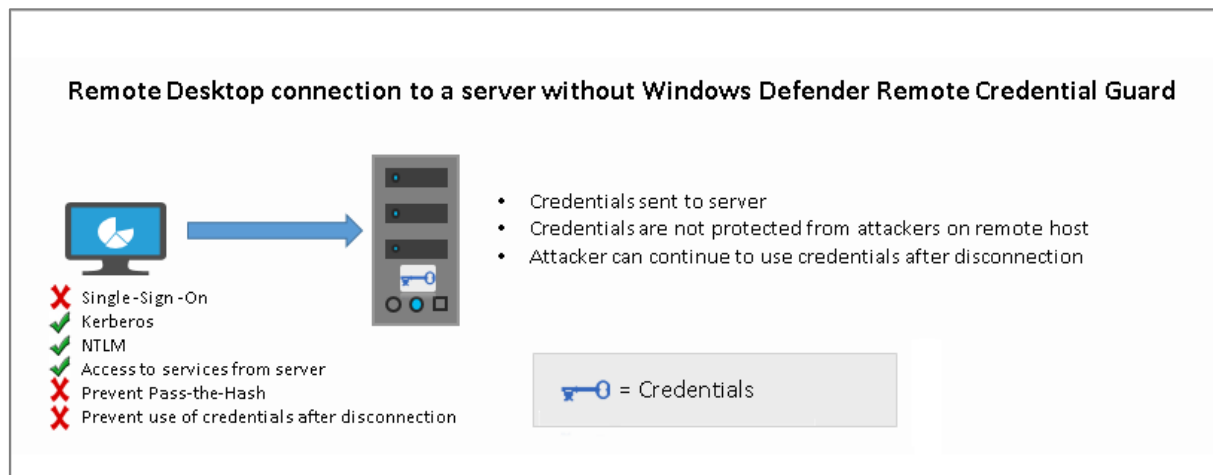 Remote Desktop connection to a server without Windows Defender Remote Credential Guard
• Credentials sent to server
• Credentials are not protected from attackers on remote host
• Attacker can continue to use credentials after disconnection
Single-Sign-On
Kerberos
NTLM
Access to services from server
Prevent Pass-the-Hash
Prevent use of credentials after disconnection
= Credentials